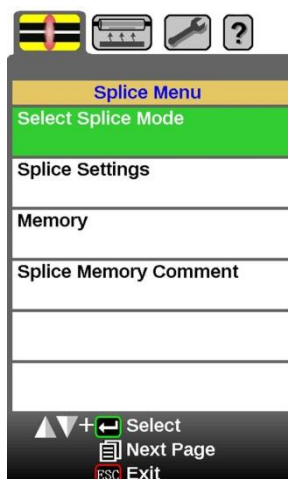 ?
Splice Menu
Select Splice Mode
Splice Settings
Memory
Splice Memory Comment
+ Select
Next Page
ESC Exit